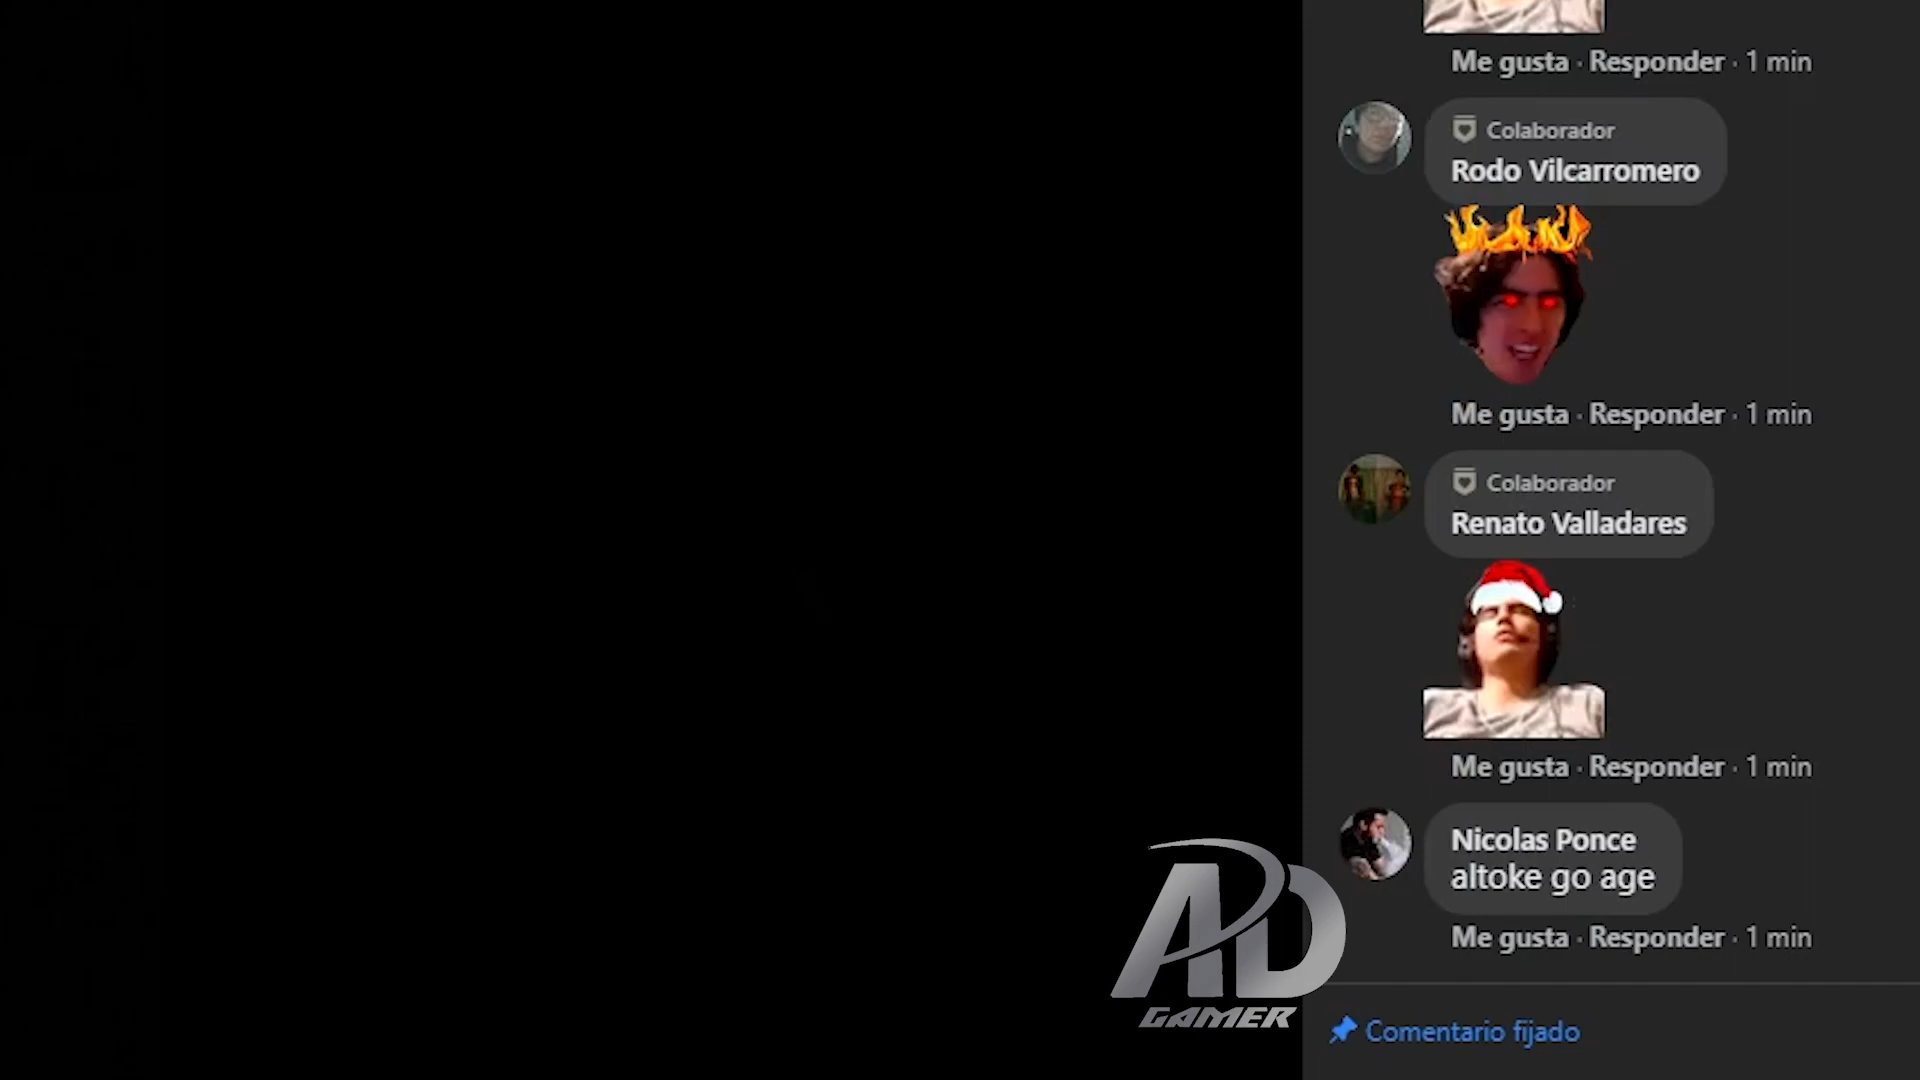 Me gusta · Responder · 1 min
Colaborador
Rodo Vilcarromero
Me gusta · Responder · 1 min
Colaborador
Renato Valladares
Me gusta · Responder · 1 min
Nicolas Ponce
altoke go age
Me gusta · Responder · 1 min
AD
GAMER
Comentario fijado